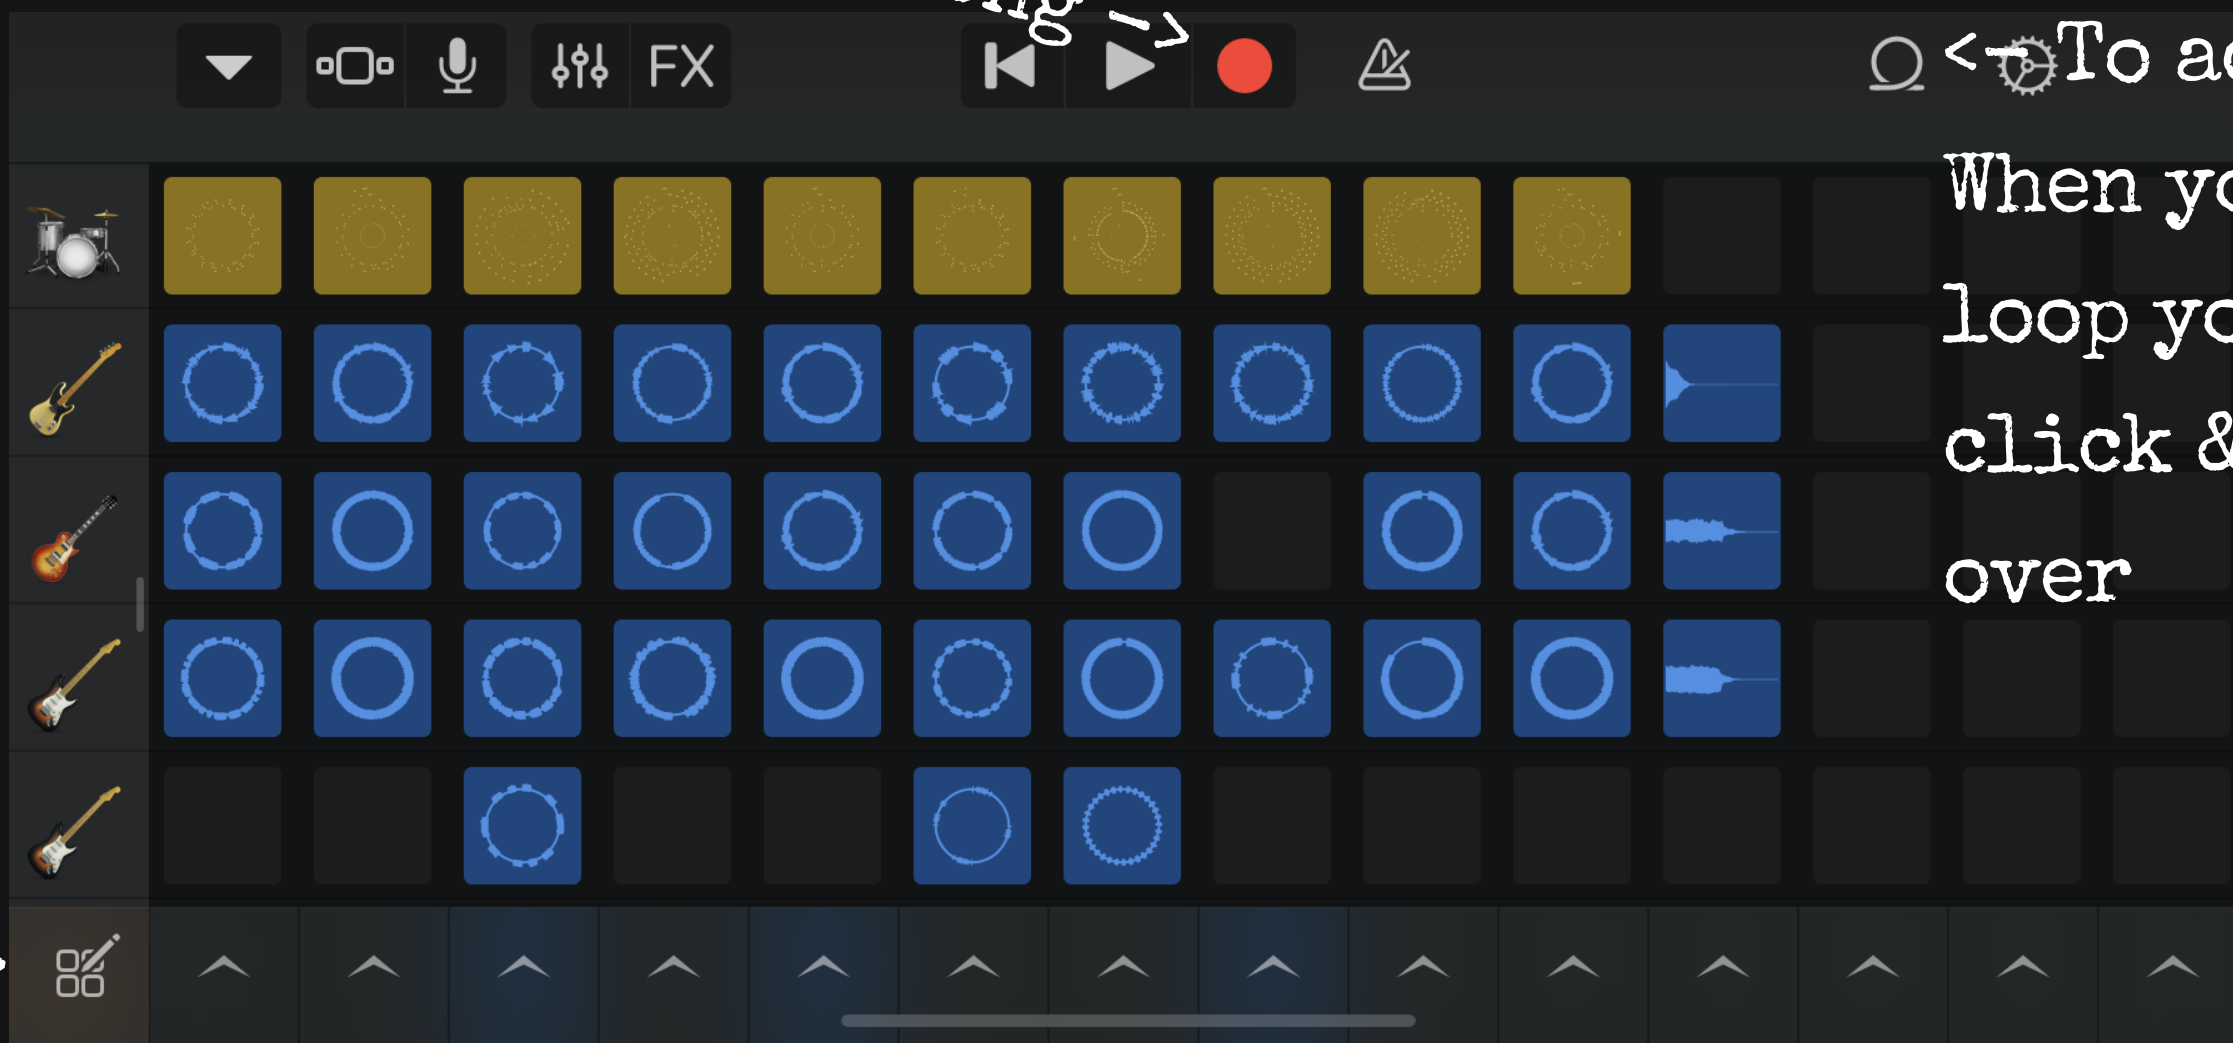 ->
FX
<- To
When
loop
click &
over